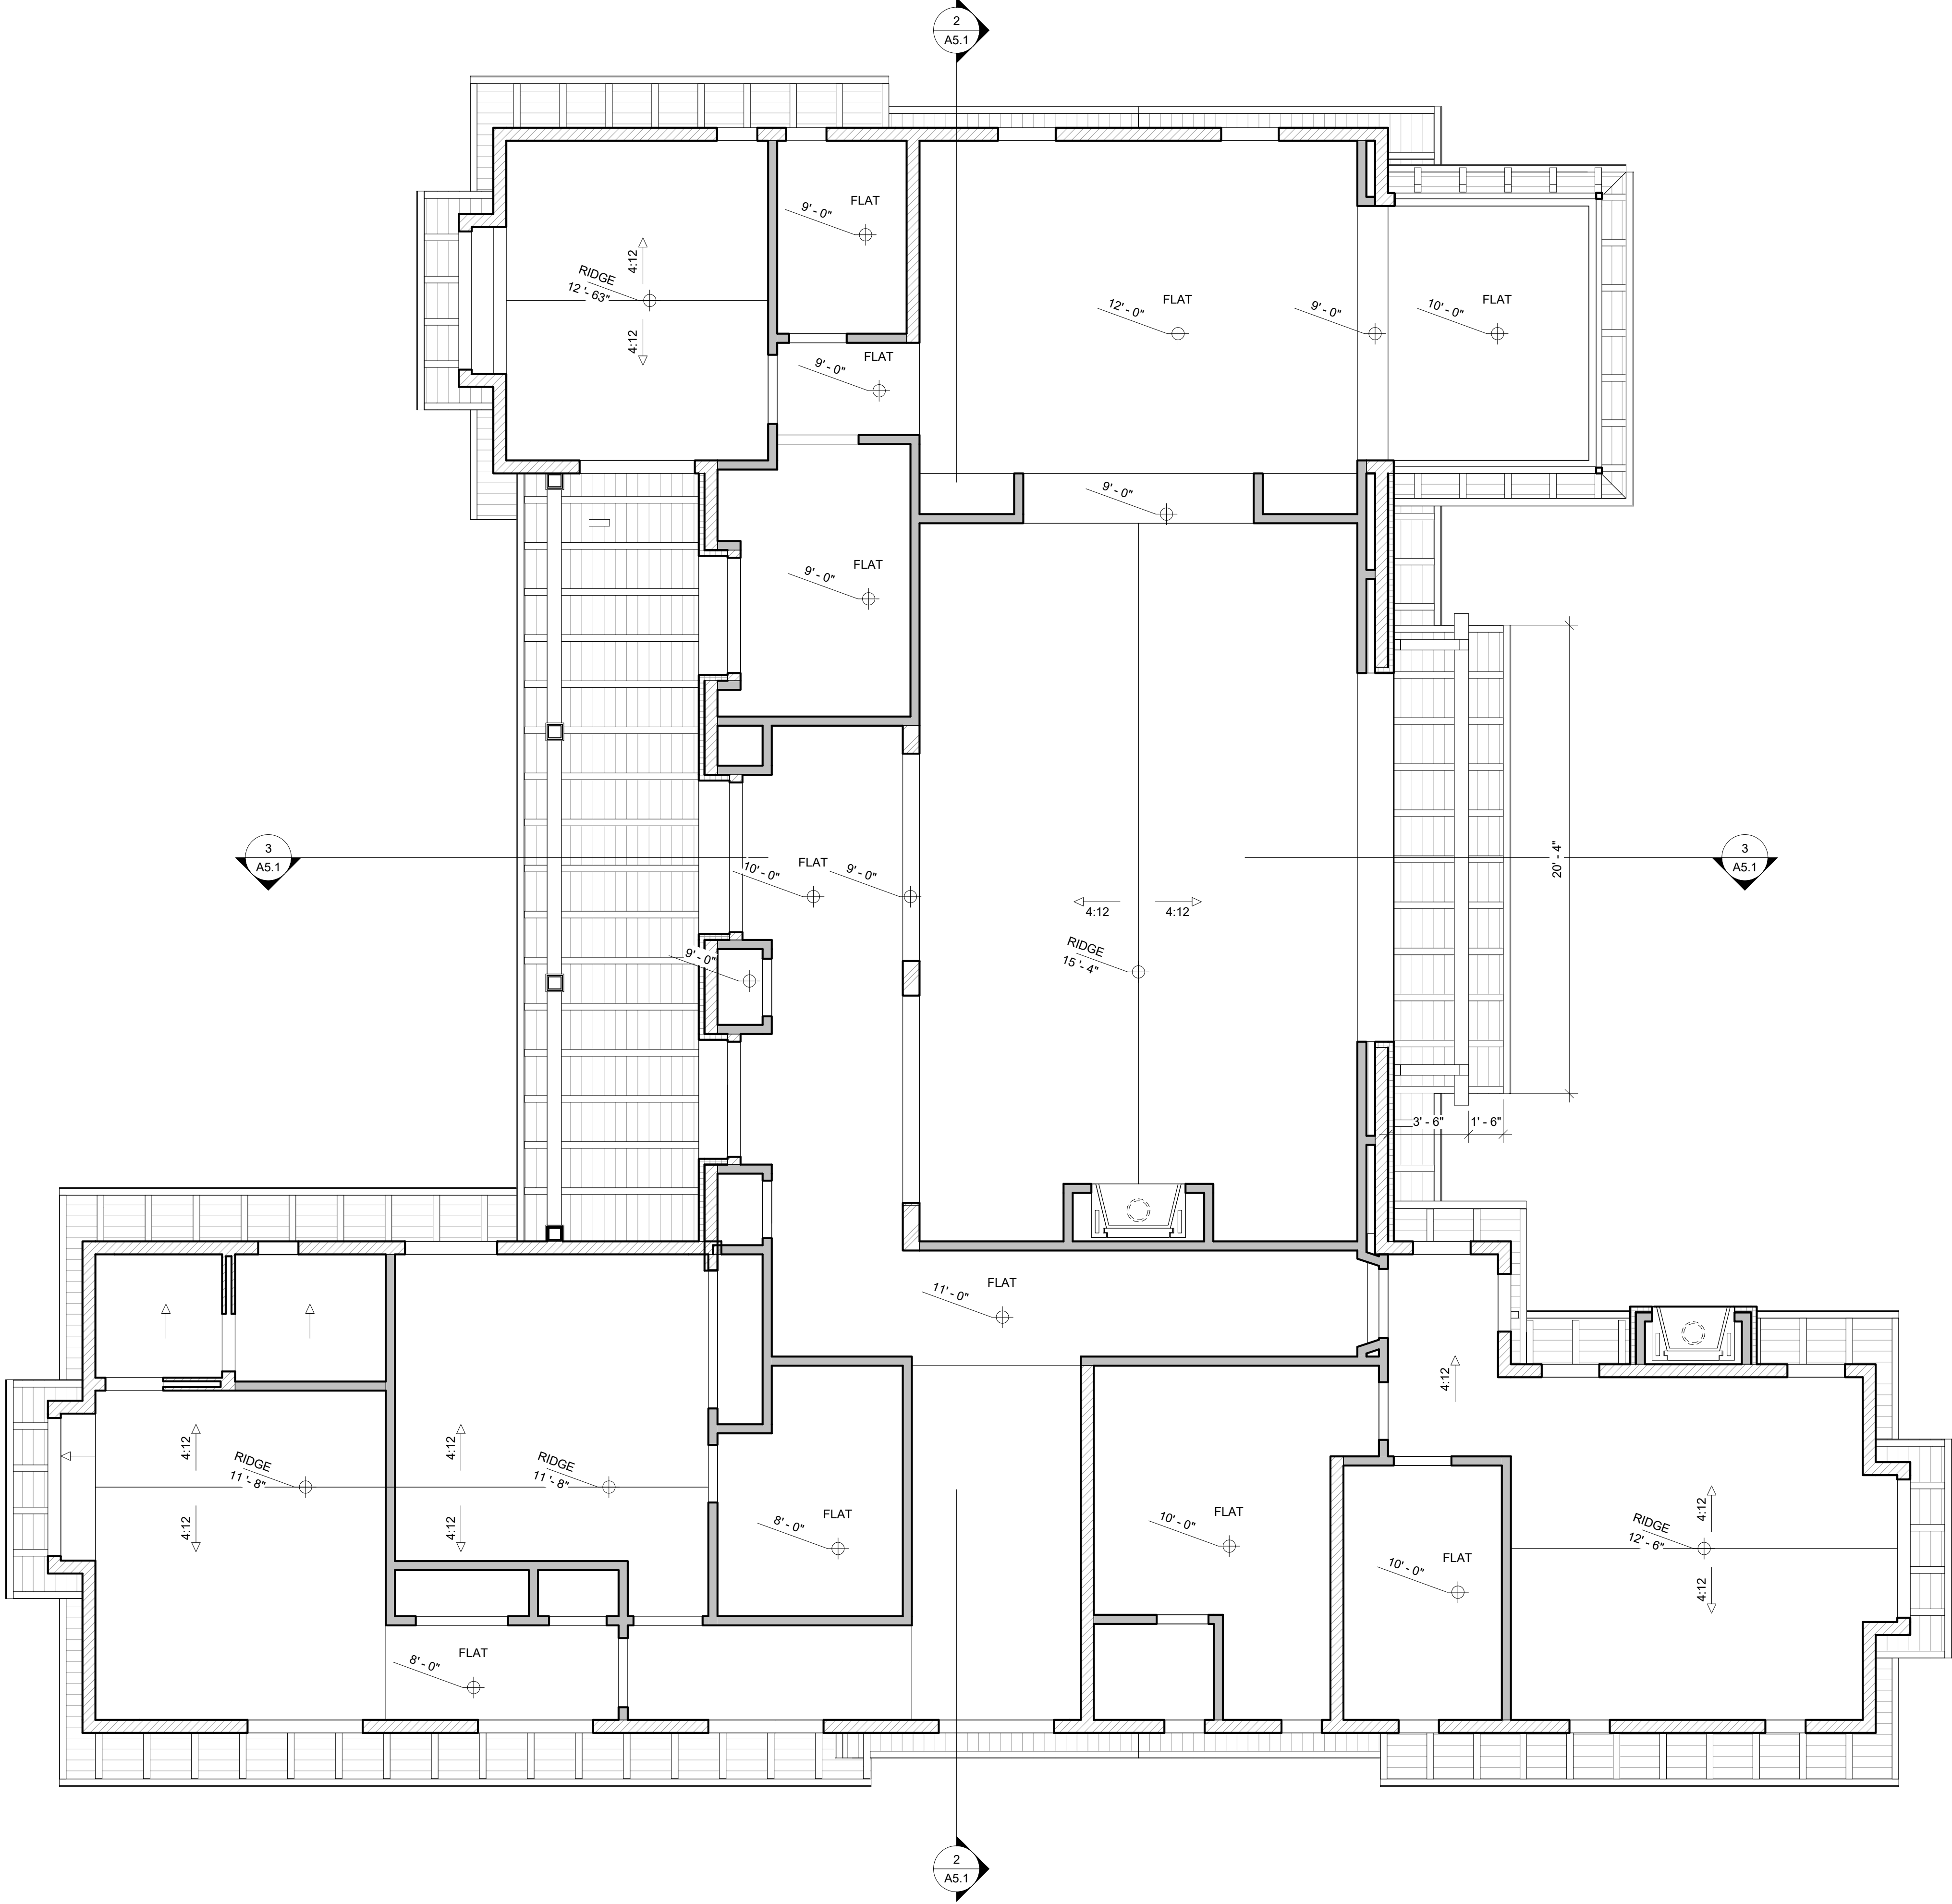 2
A5.1
FLAT
9' - 0"
4:12
RIDGE
12 ' - 63"
4:12
FLAT
12' - 0"
9' - 0"
FLAT
10' - 0"
FLAT
9' - 0"
9' - 0"
FLAT
9' - 0"
20' - 4"
3
A5.1
FLAT
10' - 0"
9' - 0"
3
A5.1
4:12
4:12
RIDGE
15 ' - 4"
9' - 0"
3' - 6"
1' - 6"
FLAT
11' - 0"
4:12
4:12
RIDGE
11 ' - 8"
4:12
4:12
RIDGE
11 ' - 8"
4:12
FLAT
8' - 0"
FLAT
10' - 0"
FLAT
10' - 0"
4:12
RIDGE
12' - 6"
4:12
FLAT
8' - 0"
2
A5.1